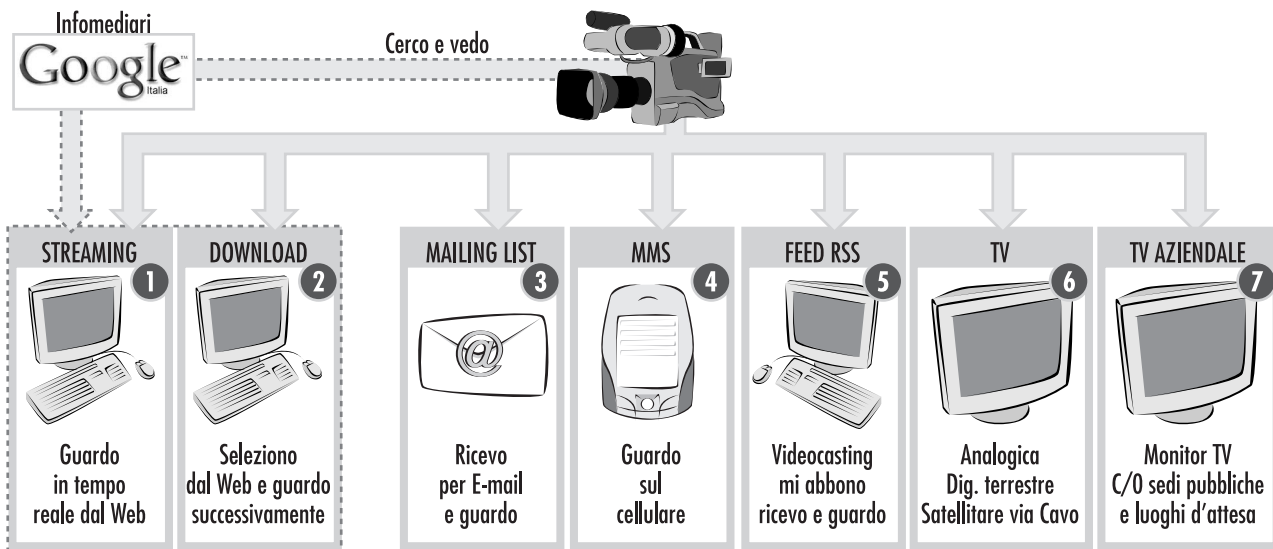 Infomediari
Google™
Italia
Cerco e vedo
STREAMING
1
Guardo
in tempo
reale dal Web
DOWNLOAD
2
Seleziono
dal Web e guardo
successivamente
MAILING LIST
3
@
Ricevo
per E-mail
e guardo
MMS
4
Guardo
sul
cellulare
FEED RSS
5
Videocasting
mi abbono
ricevo e guardo
TV
6
Analogica
Dig. terrestre
Satellitare via Cavo
TV AZIENDALE
7
Monitor TV
C/O sedi pubbliche
e luoghi d'attesa